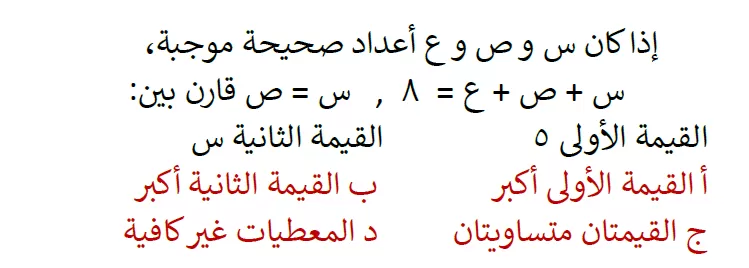 إذا كان س و ص و ع أعداد صحيحة موجبة،
س + ص + ع = ٨ , س = ص قارن بين:
القيمة الأولى ٥ القيمة الثانية س
أ القيمة الأولى أكبر ب القيمة الثانية أكبر
ج القيمتان متساويتان د المعطيات غير كافية